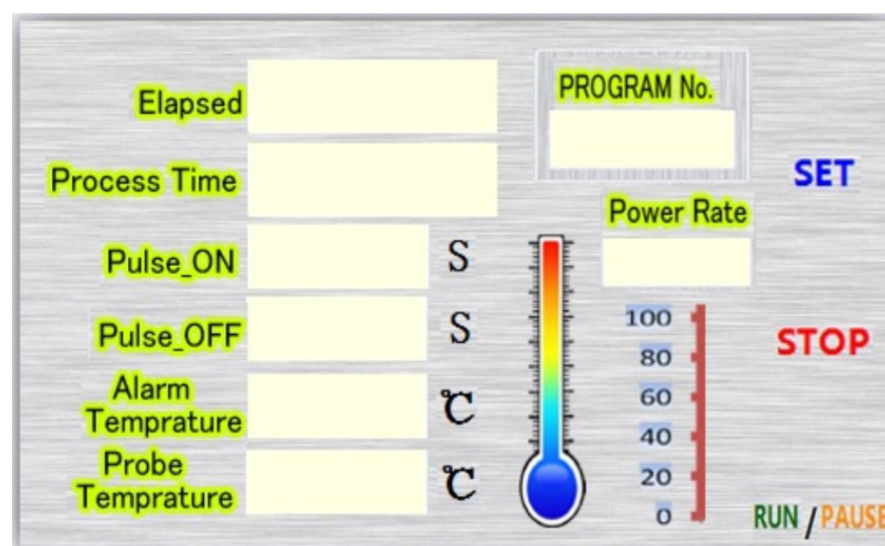 Elapsed
PROGRAM No.
Process Time
SET
Power Rate
Pulse_ON S
Pulse_OFF S
STOP
Alarm
Temprature ℃
Probe
Temprature ℃
100
80
60
40
20
0
RUN / PAUSE